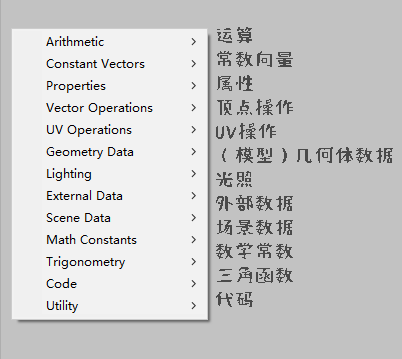 Arithmetic
Constant Vectors
Properties
Vector Operations
UV Operations
Geometry Data
Lighting
External Data
Scene Data
Math Constants
Trigonometry
Code
Utility
运算
常数向量
属性
顶点操作
UV操作
（模型）几何体数据
光照
外部数据
场景数据
数学常数
三角函数
代码